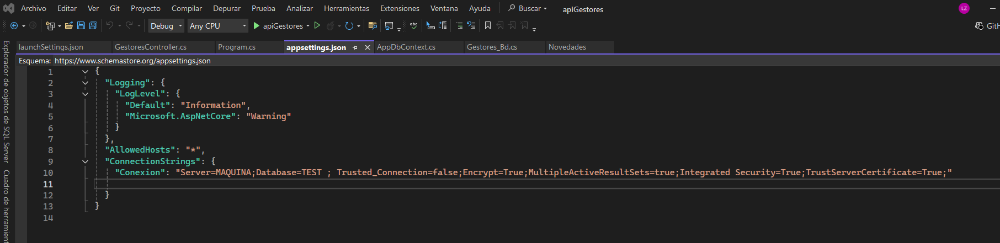 Archivo Editar Ver Git Proyecto Compilar Depurar Prueba Analizar Herramientas Extensiones Ventana Ayuda Buscar apiGestores LZ
Debug Any CPU apiGestores abc
launchSettings.json GestoresController.cs Program.cs appsettings.json AppDbContext.cs Gestores_Bd.cs Novedades
Esquema: https://www.schemastore.org/appsettings.json
Explorador de objetos de SQL Server
1 {
2 "Logging": {
3 "LogLevel": {
4 "Default": "Information",
5 "Microsoft.AspNetCore": "Warning"
6 }
7 },
8 "AllowedHosts": "*",
9 "ConnectionStrings": {
10 "Conexion": "Server=MAQUINA;Database=TEST ; Trusted_Connection=false;Encrypt=True;MultipleActiveResultSets=true;Integrated Security=True;TrustServerCertificate=True;"
11
12 }
13 }
14
Cuadro de